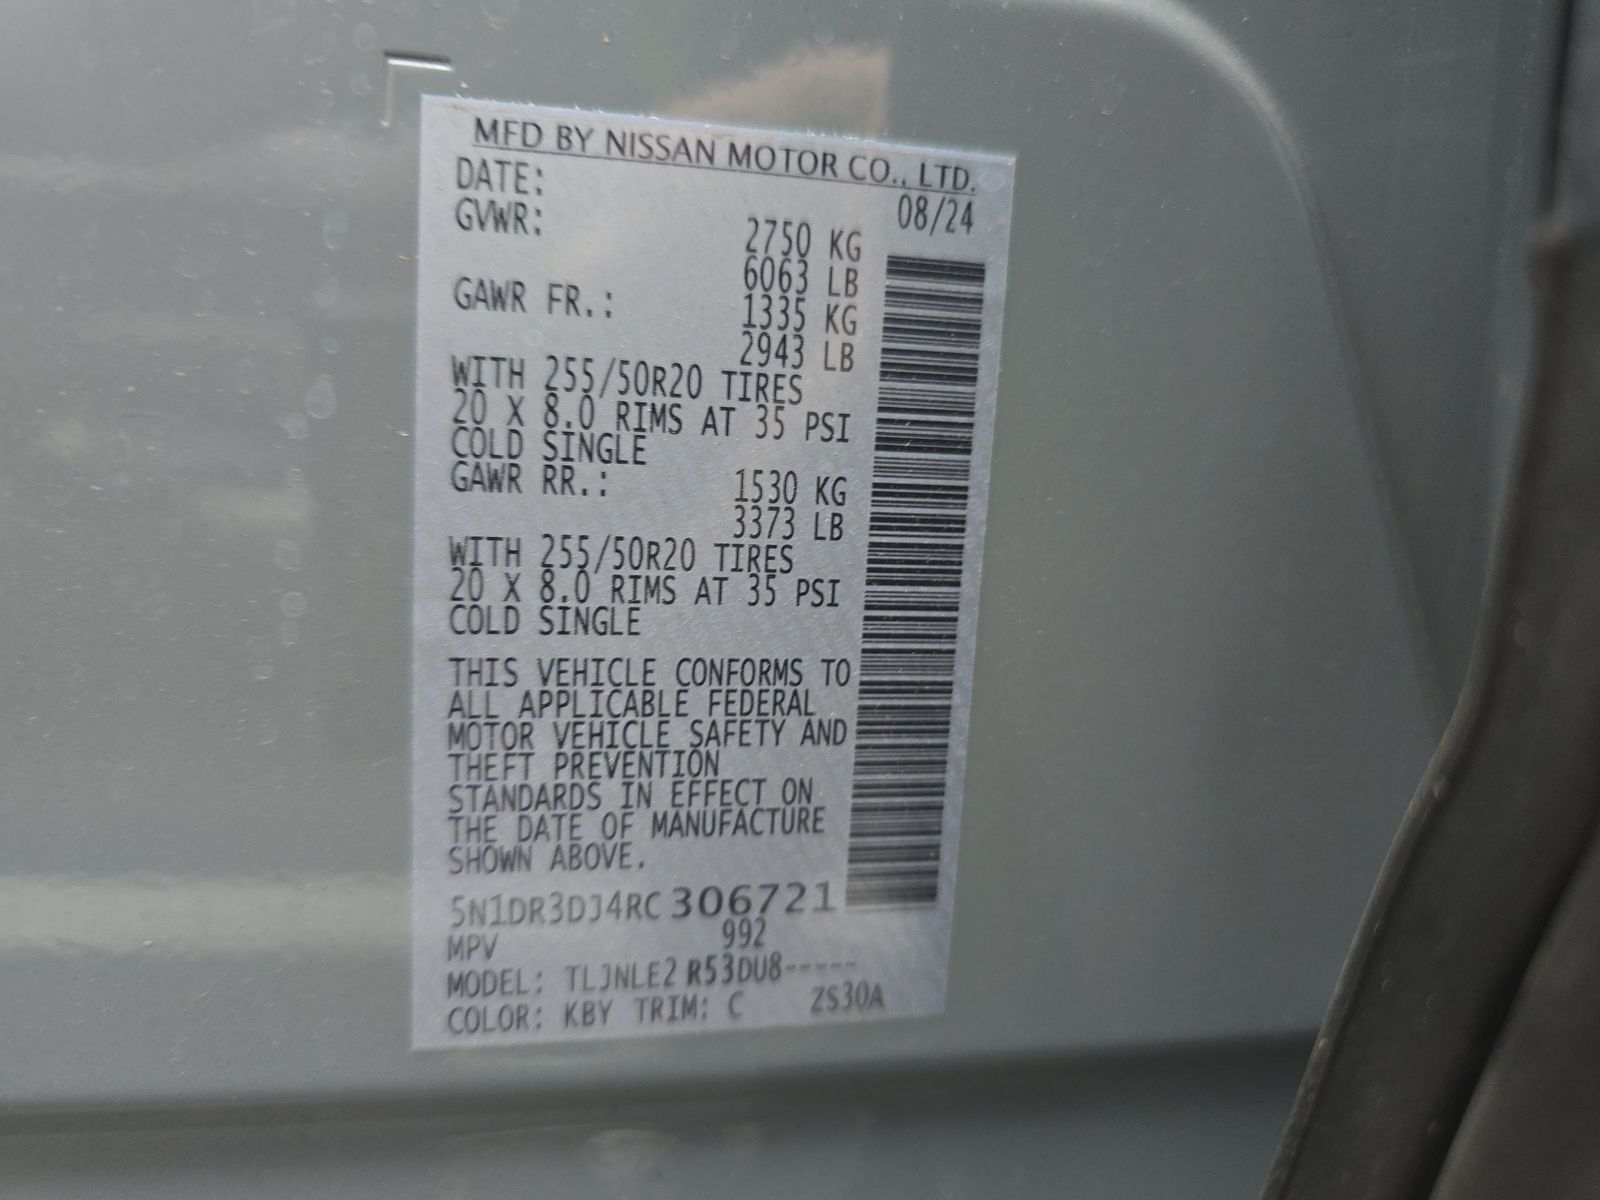 MFD BY NISSAN MOTOR CO., LTD.
DATE: 08/24
GVWR: 2750 KG
6063 LB
GAWR FR.: 1335 KG
2943 LB
WITH 255/50R20 TIRES
20 X 8.0 RIMS AT 35 PSI
COLD SINGLE
GAWR RR.: 1530 KG
3373 LB
WITH 255/50R20 TIRES
20 X 8.0 RIMS AT 35 PSI
COLD SINGLE
THIS VEHICLE CONFORMS TO
ALL APPLICABLE FEDERAL
MOTOR VEHICLE SAFETY AND
THEFT PREVENTION
STANDARDS IN EFFECT ON
THE DATE OF MANUFACTURE
SHOWN ABOVE.
5N1DR3DJ4RC306721
MPV 992
MODEL: TLJNLE2 R53DU8-----
COLOR: KBY TRIM: C ZS30A